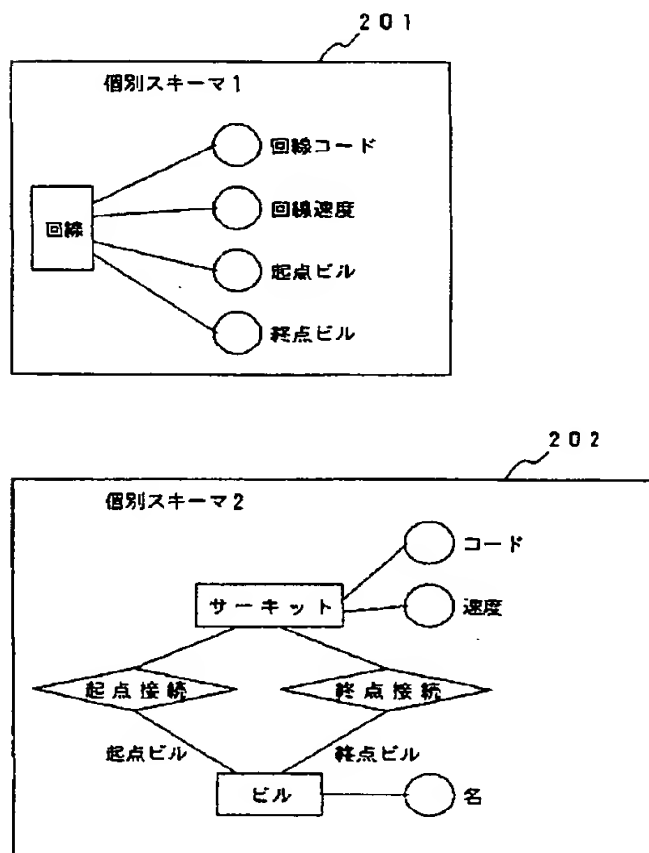 201
個別スキーマ1
回線コード
回線速度
回線
起点ビル
終点ビル
202
個別スキーマ2
コード
サーキット
速度
起点接続
終点接続
起点ビル
終点ビル
ビル
名